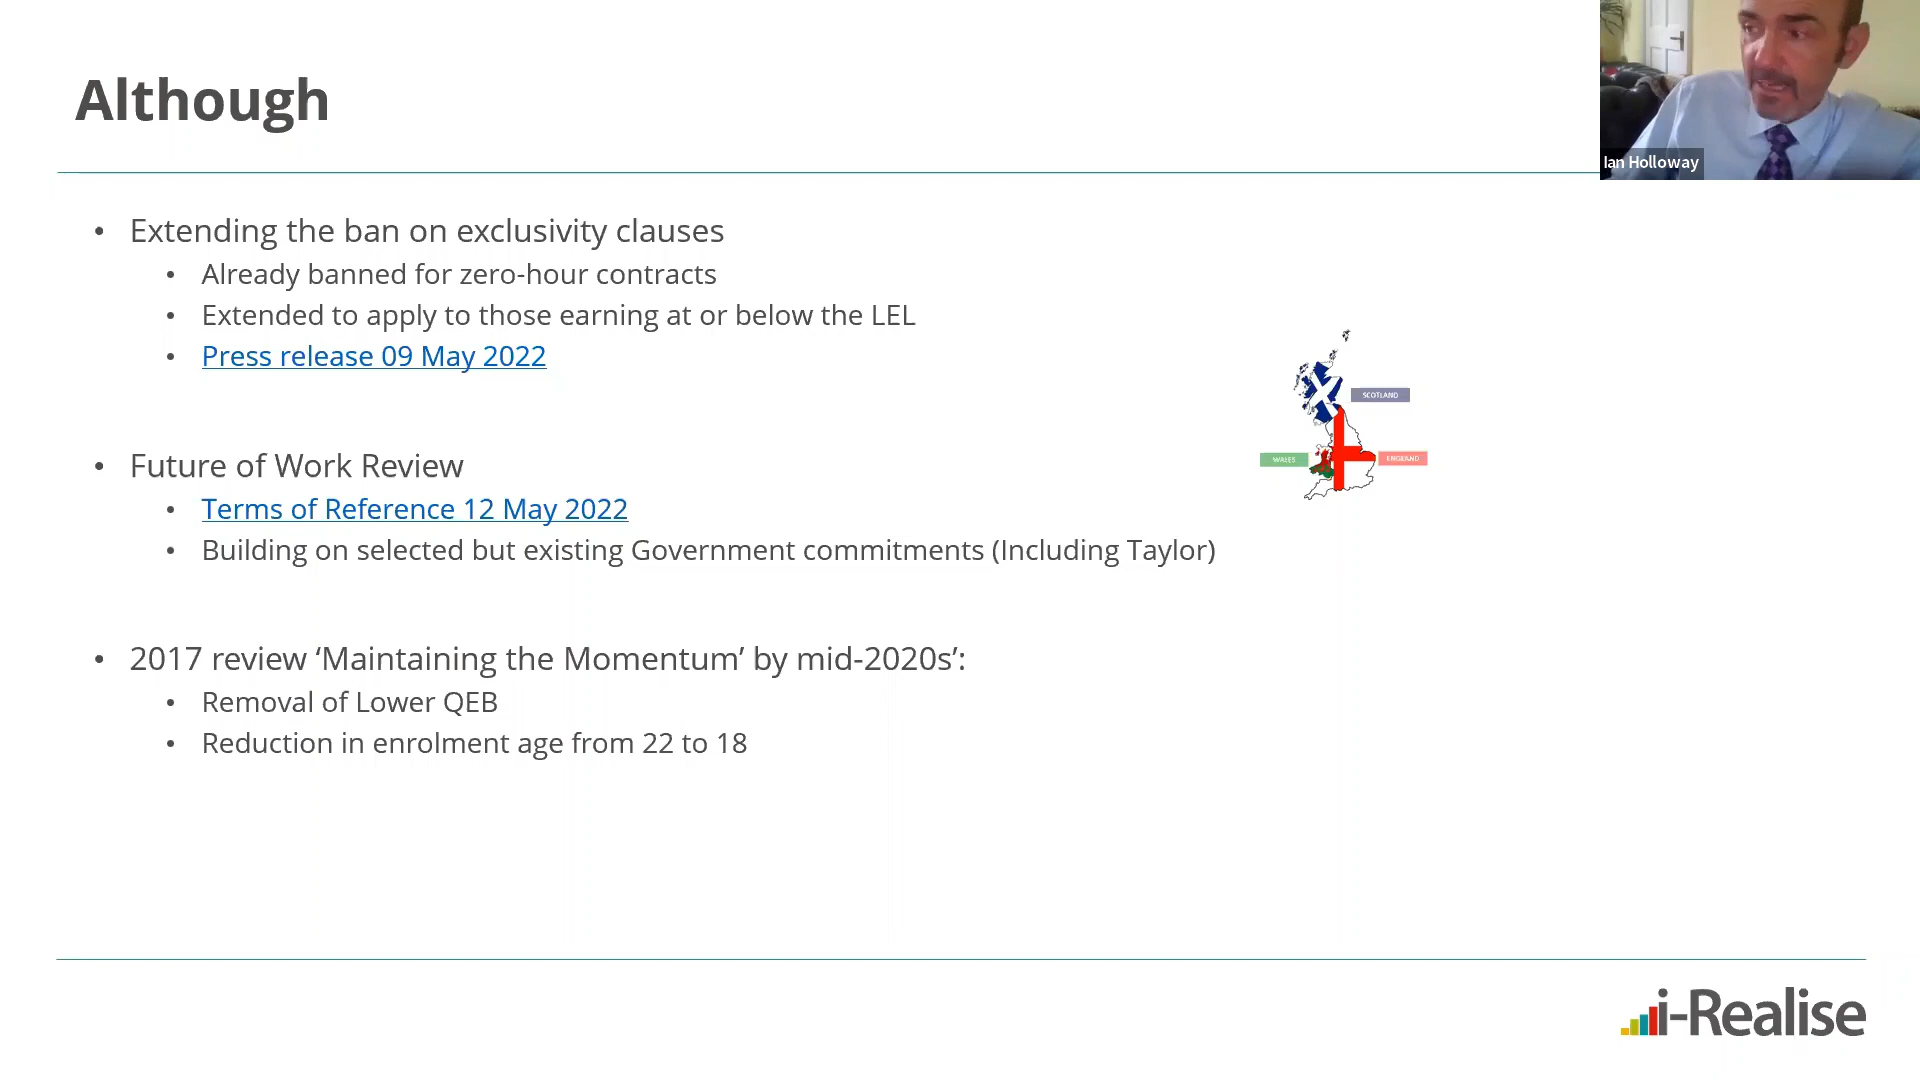 Although
Ian Holloway
• Extending the ban on exclusivity clauses
• Already banned for zero-hour contracts
• Extended to apply to those earning at or below the LEL
• Press release 09 May 2022
SCOTLAND
WALES
ENGLAND
• Future of Work Review
• Terms of Reference 12 May 2022
• Building on selected but existing Government commitments (Including Taylor)
• 2017 review ‘Maintaining the Momentum’ by mid-2020s’:
• Removal of Lower QEB
• Reduction in enrolment age from 22 to 18
i-Realise